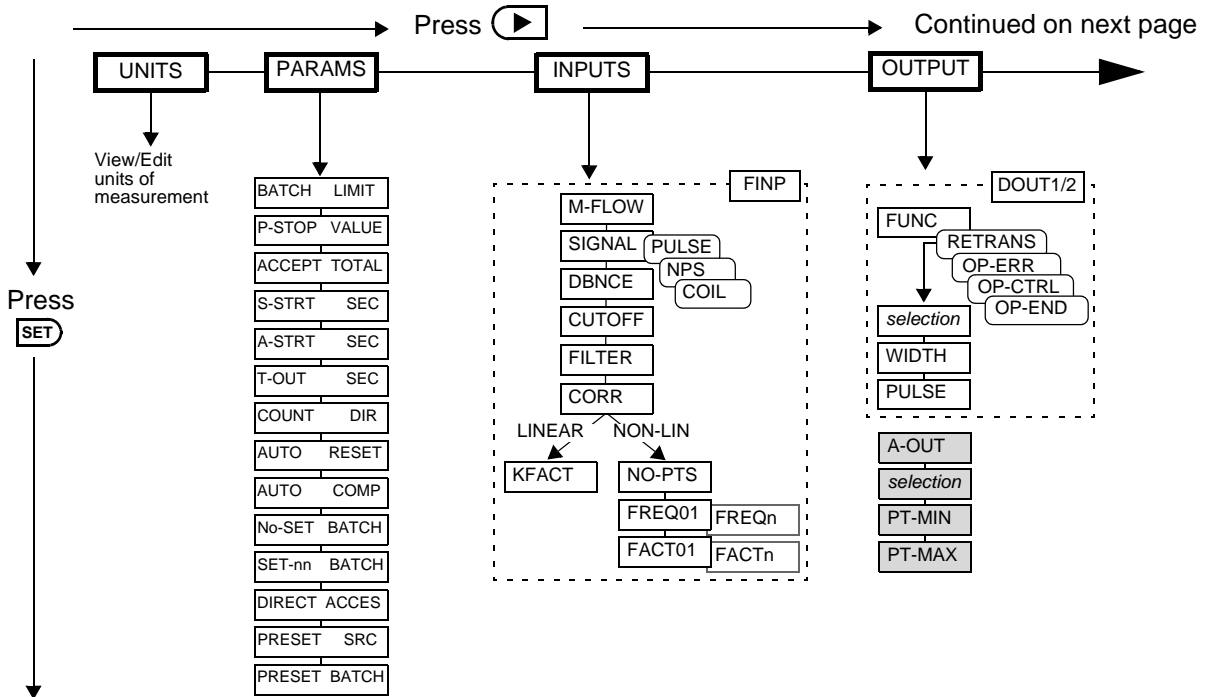 Press
Continued on next page
UNITS
PARAMS
INPUTS
OUTPUT
Press
SET
View/Edit
units of
measurement
BATCH LIMIT
P-STOP VALUE
ACCEPT TOTAL
S-STRT SEC
A-STRT SEC
T-OUT SEC
COUNT DIR
AUTO RESET
AUTO COMP
No-SET BATCH
SET-nn BATCH
DIRECT ACCES
PRESET SRC
PRESET BATCH
FINP
M-FLOW
SIGNAL
PULSE
NPS
COIL
DBNCE
CUTOFF
FILTER
CORR
LINEAR
NON-LIN
KFACT
NO-PTS
FREQ01
FREQn
FACT01
FACTn
DOUT1/2
FUNC
RETRANS
OP-ERR
OP-CTRL
OP-END
selection
WIDTH
PULSE
A-OUT
selection
PT-MIN
PT-MAX